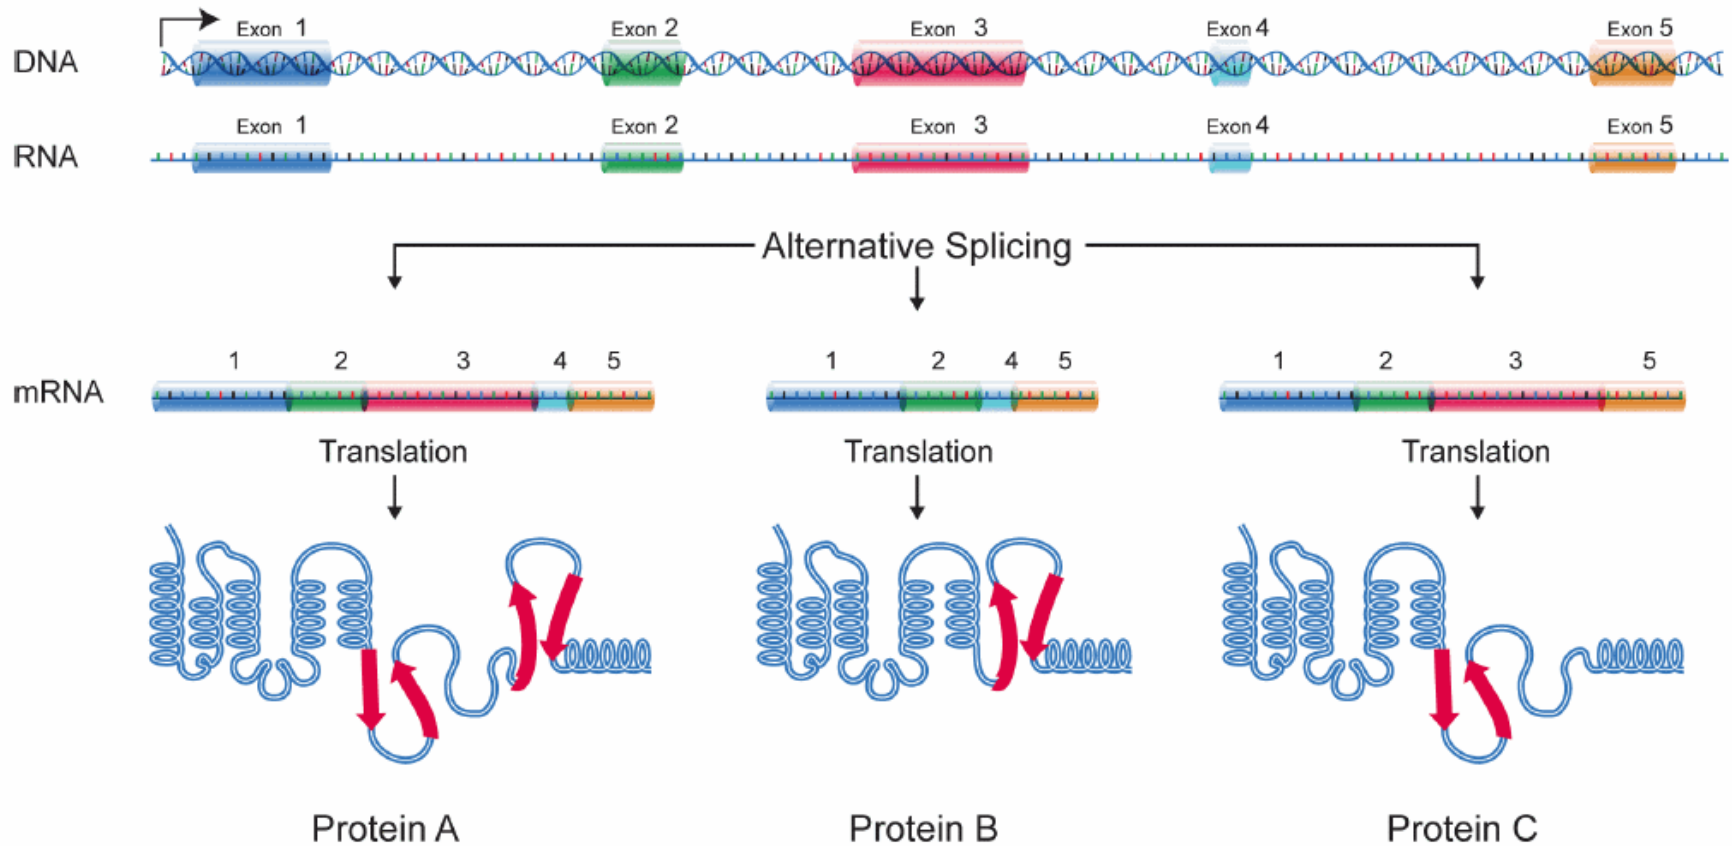 Exon 1 Exon 2 Exon 3 Exon 4 Exon 5
DNA
Exon 1 Exon 2 Exon 3 Exon 4 Exon 5
RNA
Alternative Splicing
1 2 3 4 5 1 2 4 5 1 2 3 5
mRNA
Translation Translation Translation
Protein A Protein B Protein C